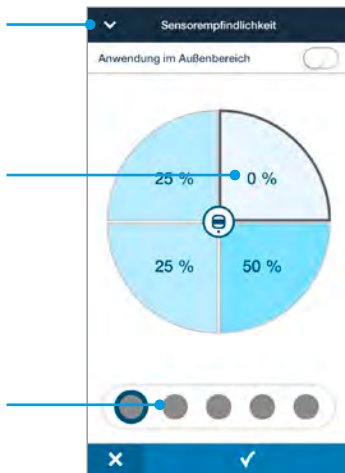 Sensorempfindlichkeit
Anwendung im Außenbereich
25 % 0 %
25 % 50 %